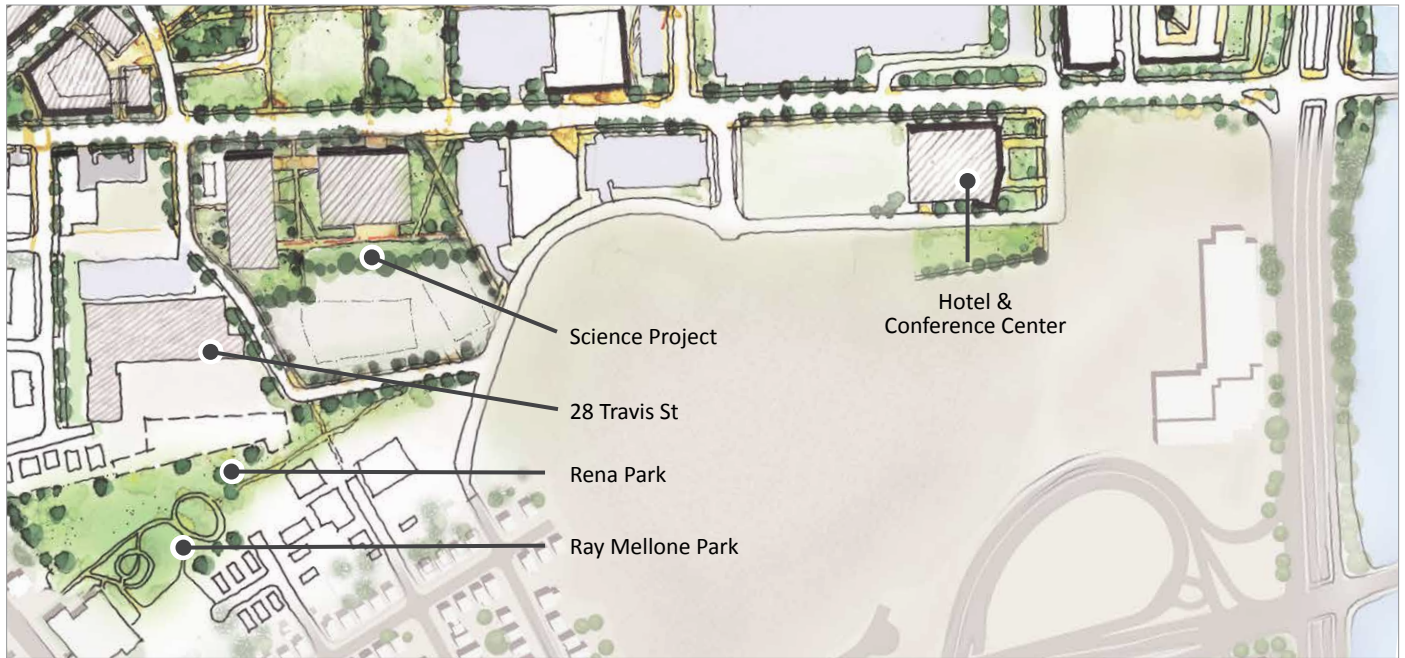 Hotel &
Conference Center
Science Project
28 Travis St
Rena Park
Ray Mellone Park